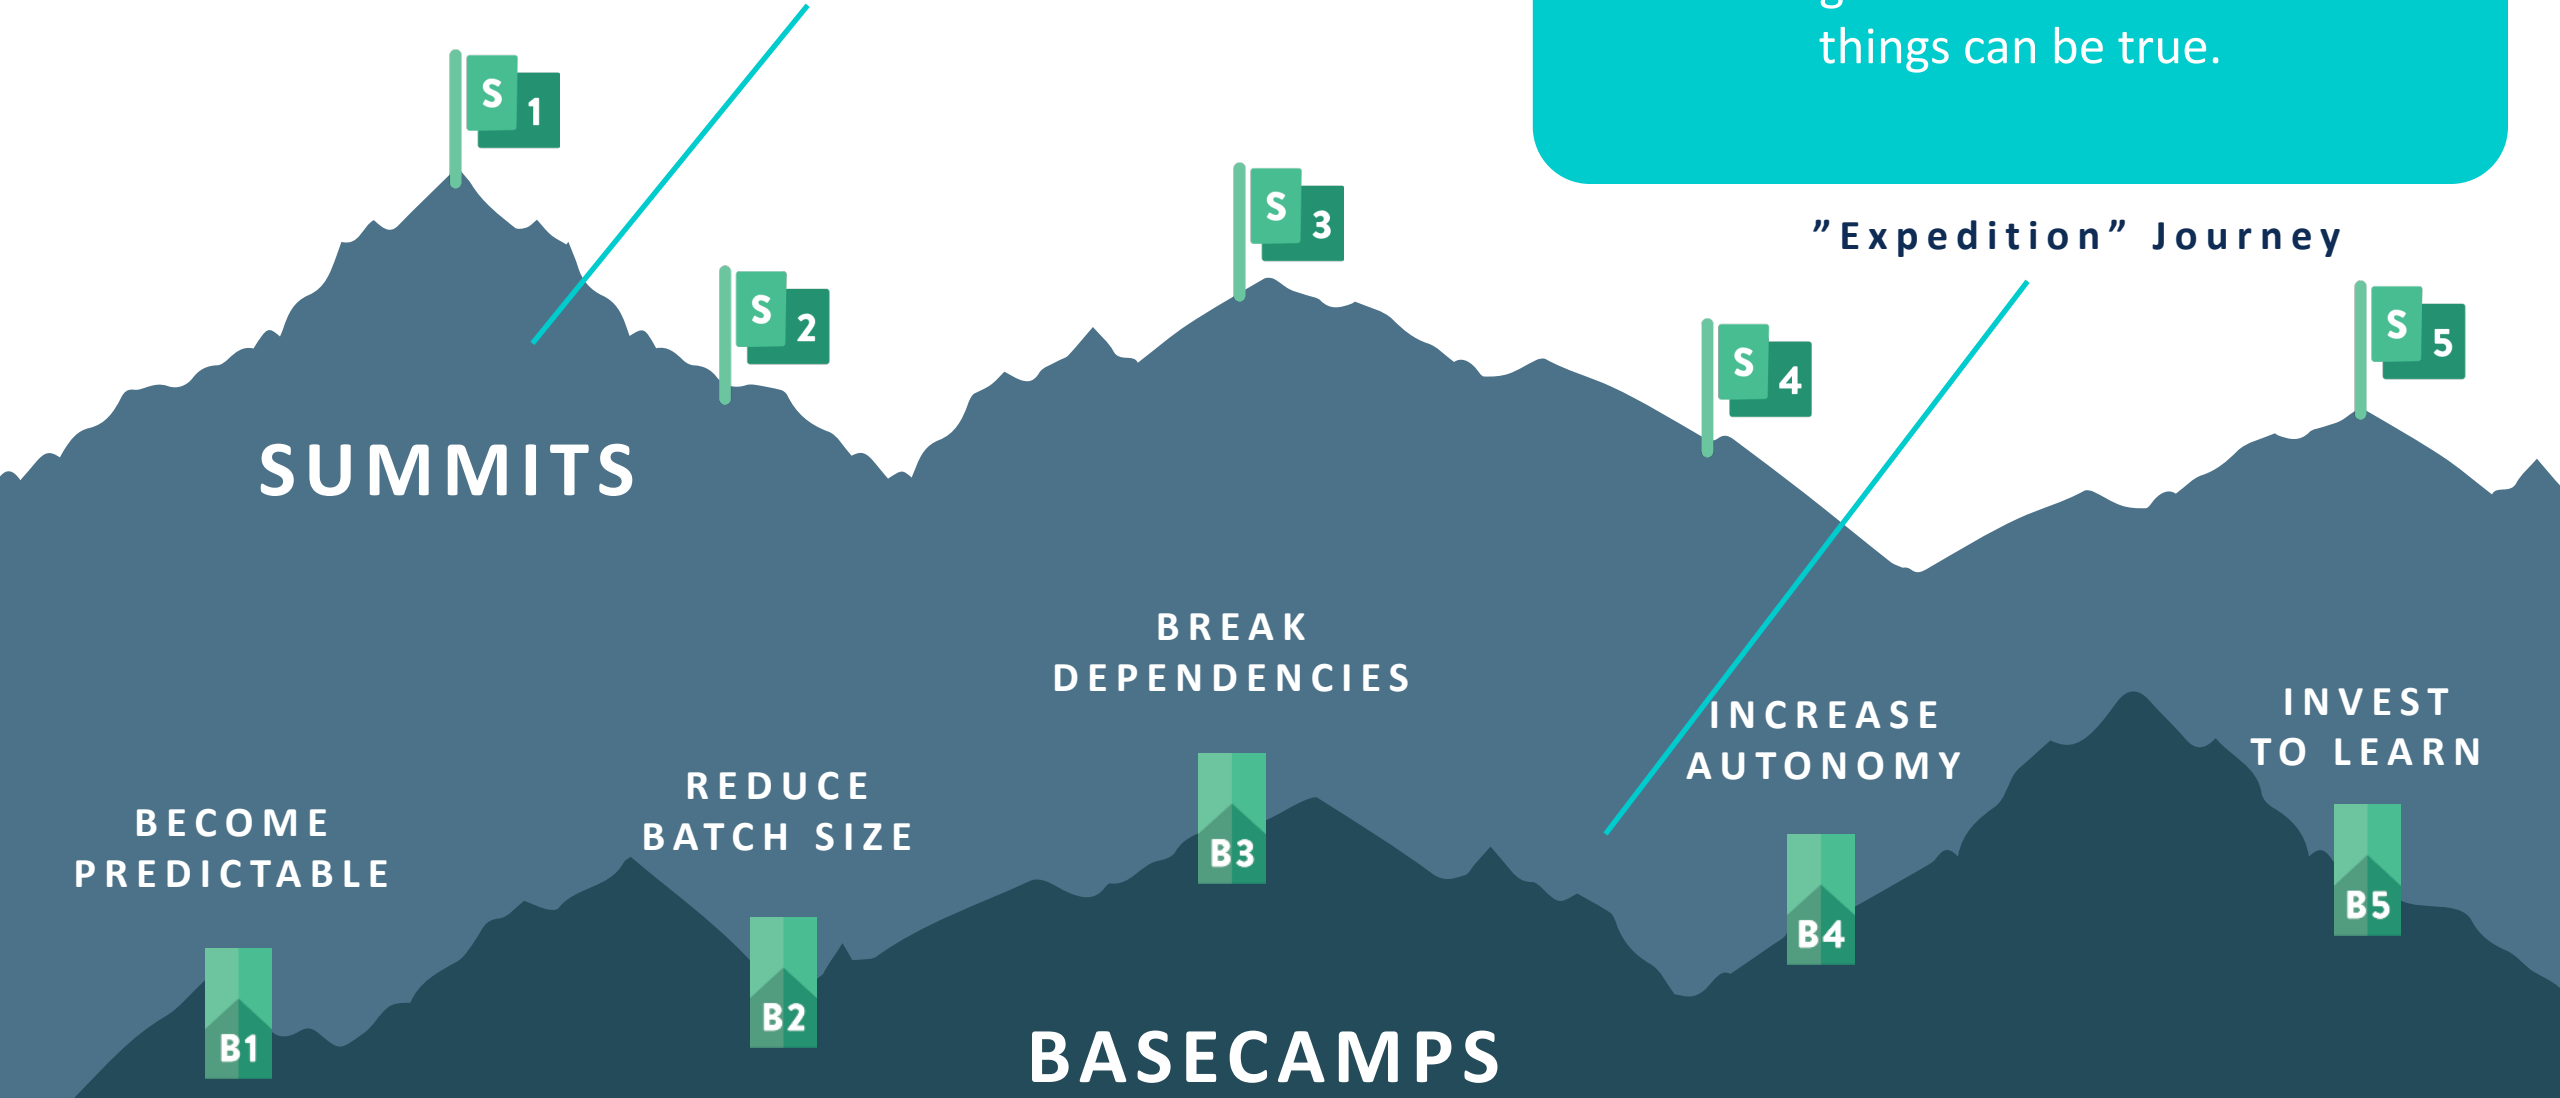 things can be true.
S 1
S 3
”Expedition” Journey
S 2
S 5
S 4
SUMMITS
BREAK
DEPENDENCIES
INCREASE
AUTONOMY
INVEST
TO LEARN
REDUCE
BATCH SIZE
BECOME
PREDICTABLE
B3
B5
B4
B2
B1
BASECAMPS